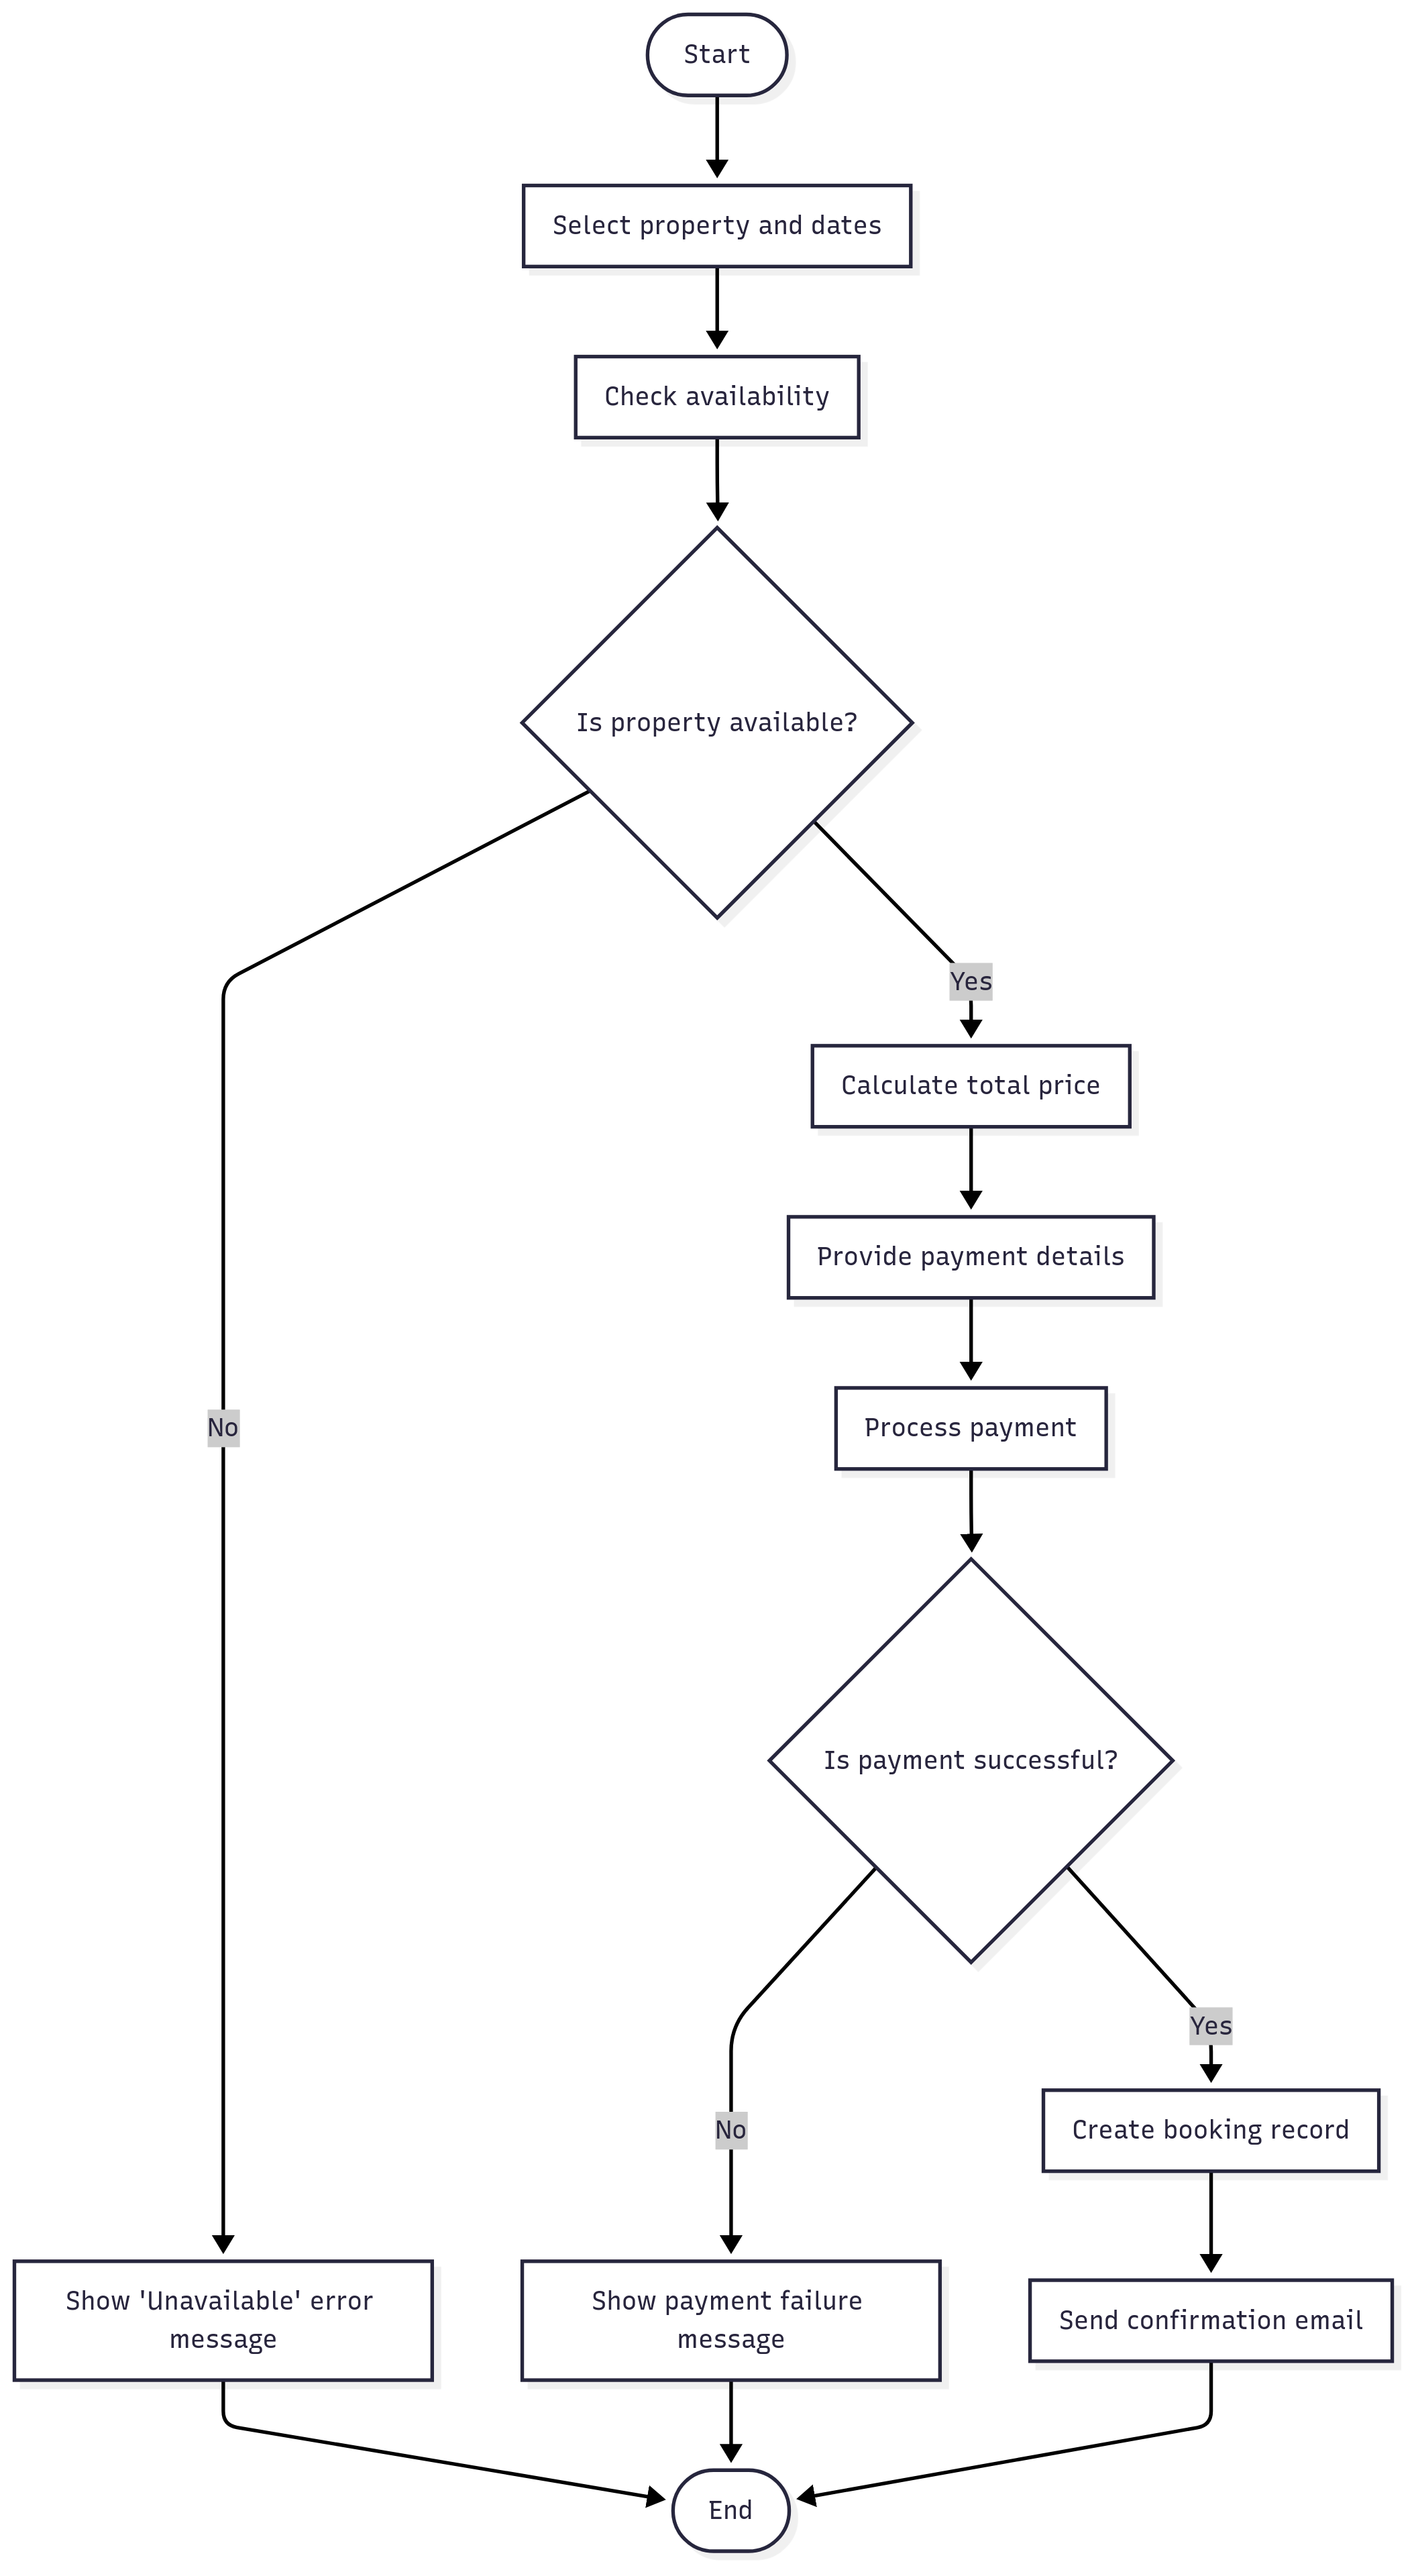 Start
Select property and dates
Check availability
Is property available?
Yes
Calculate total price
Provide payment details
No
Process payment
Is payment successful?
Yes
No
Create booking record
Show 'Unavailable' error
message
Show payment failure
message
Send confirmation email
End